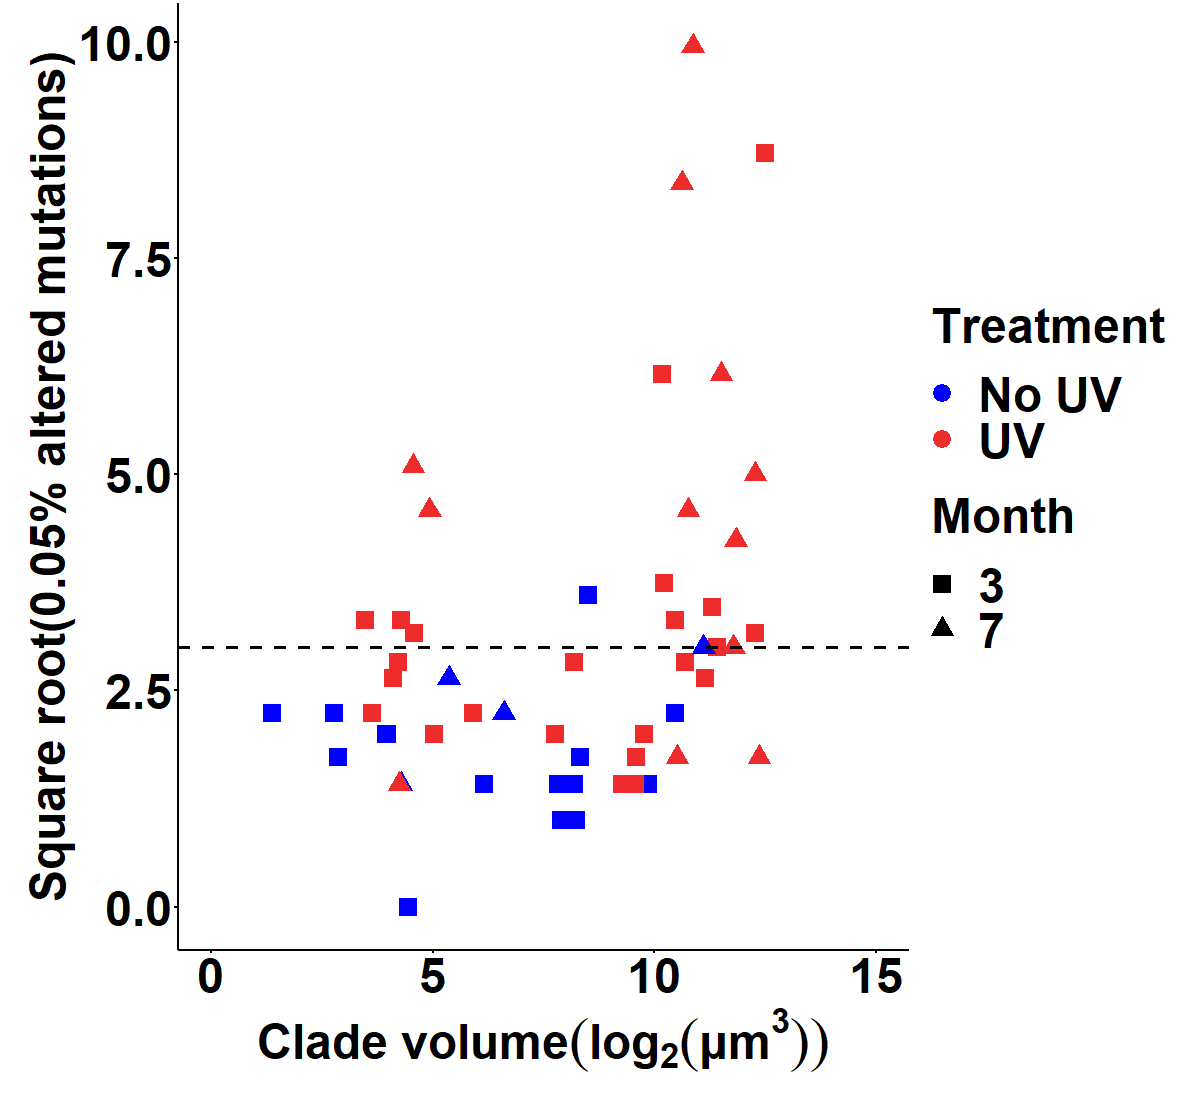 Square root(0.05% altered mutations)
10.0
7.5
5.0
2.5
0.0
0 5 10 15
Clade volume(log₂(µm³))
Treatment
No UV
UV
Month
3
7